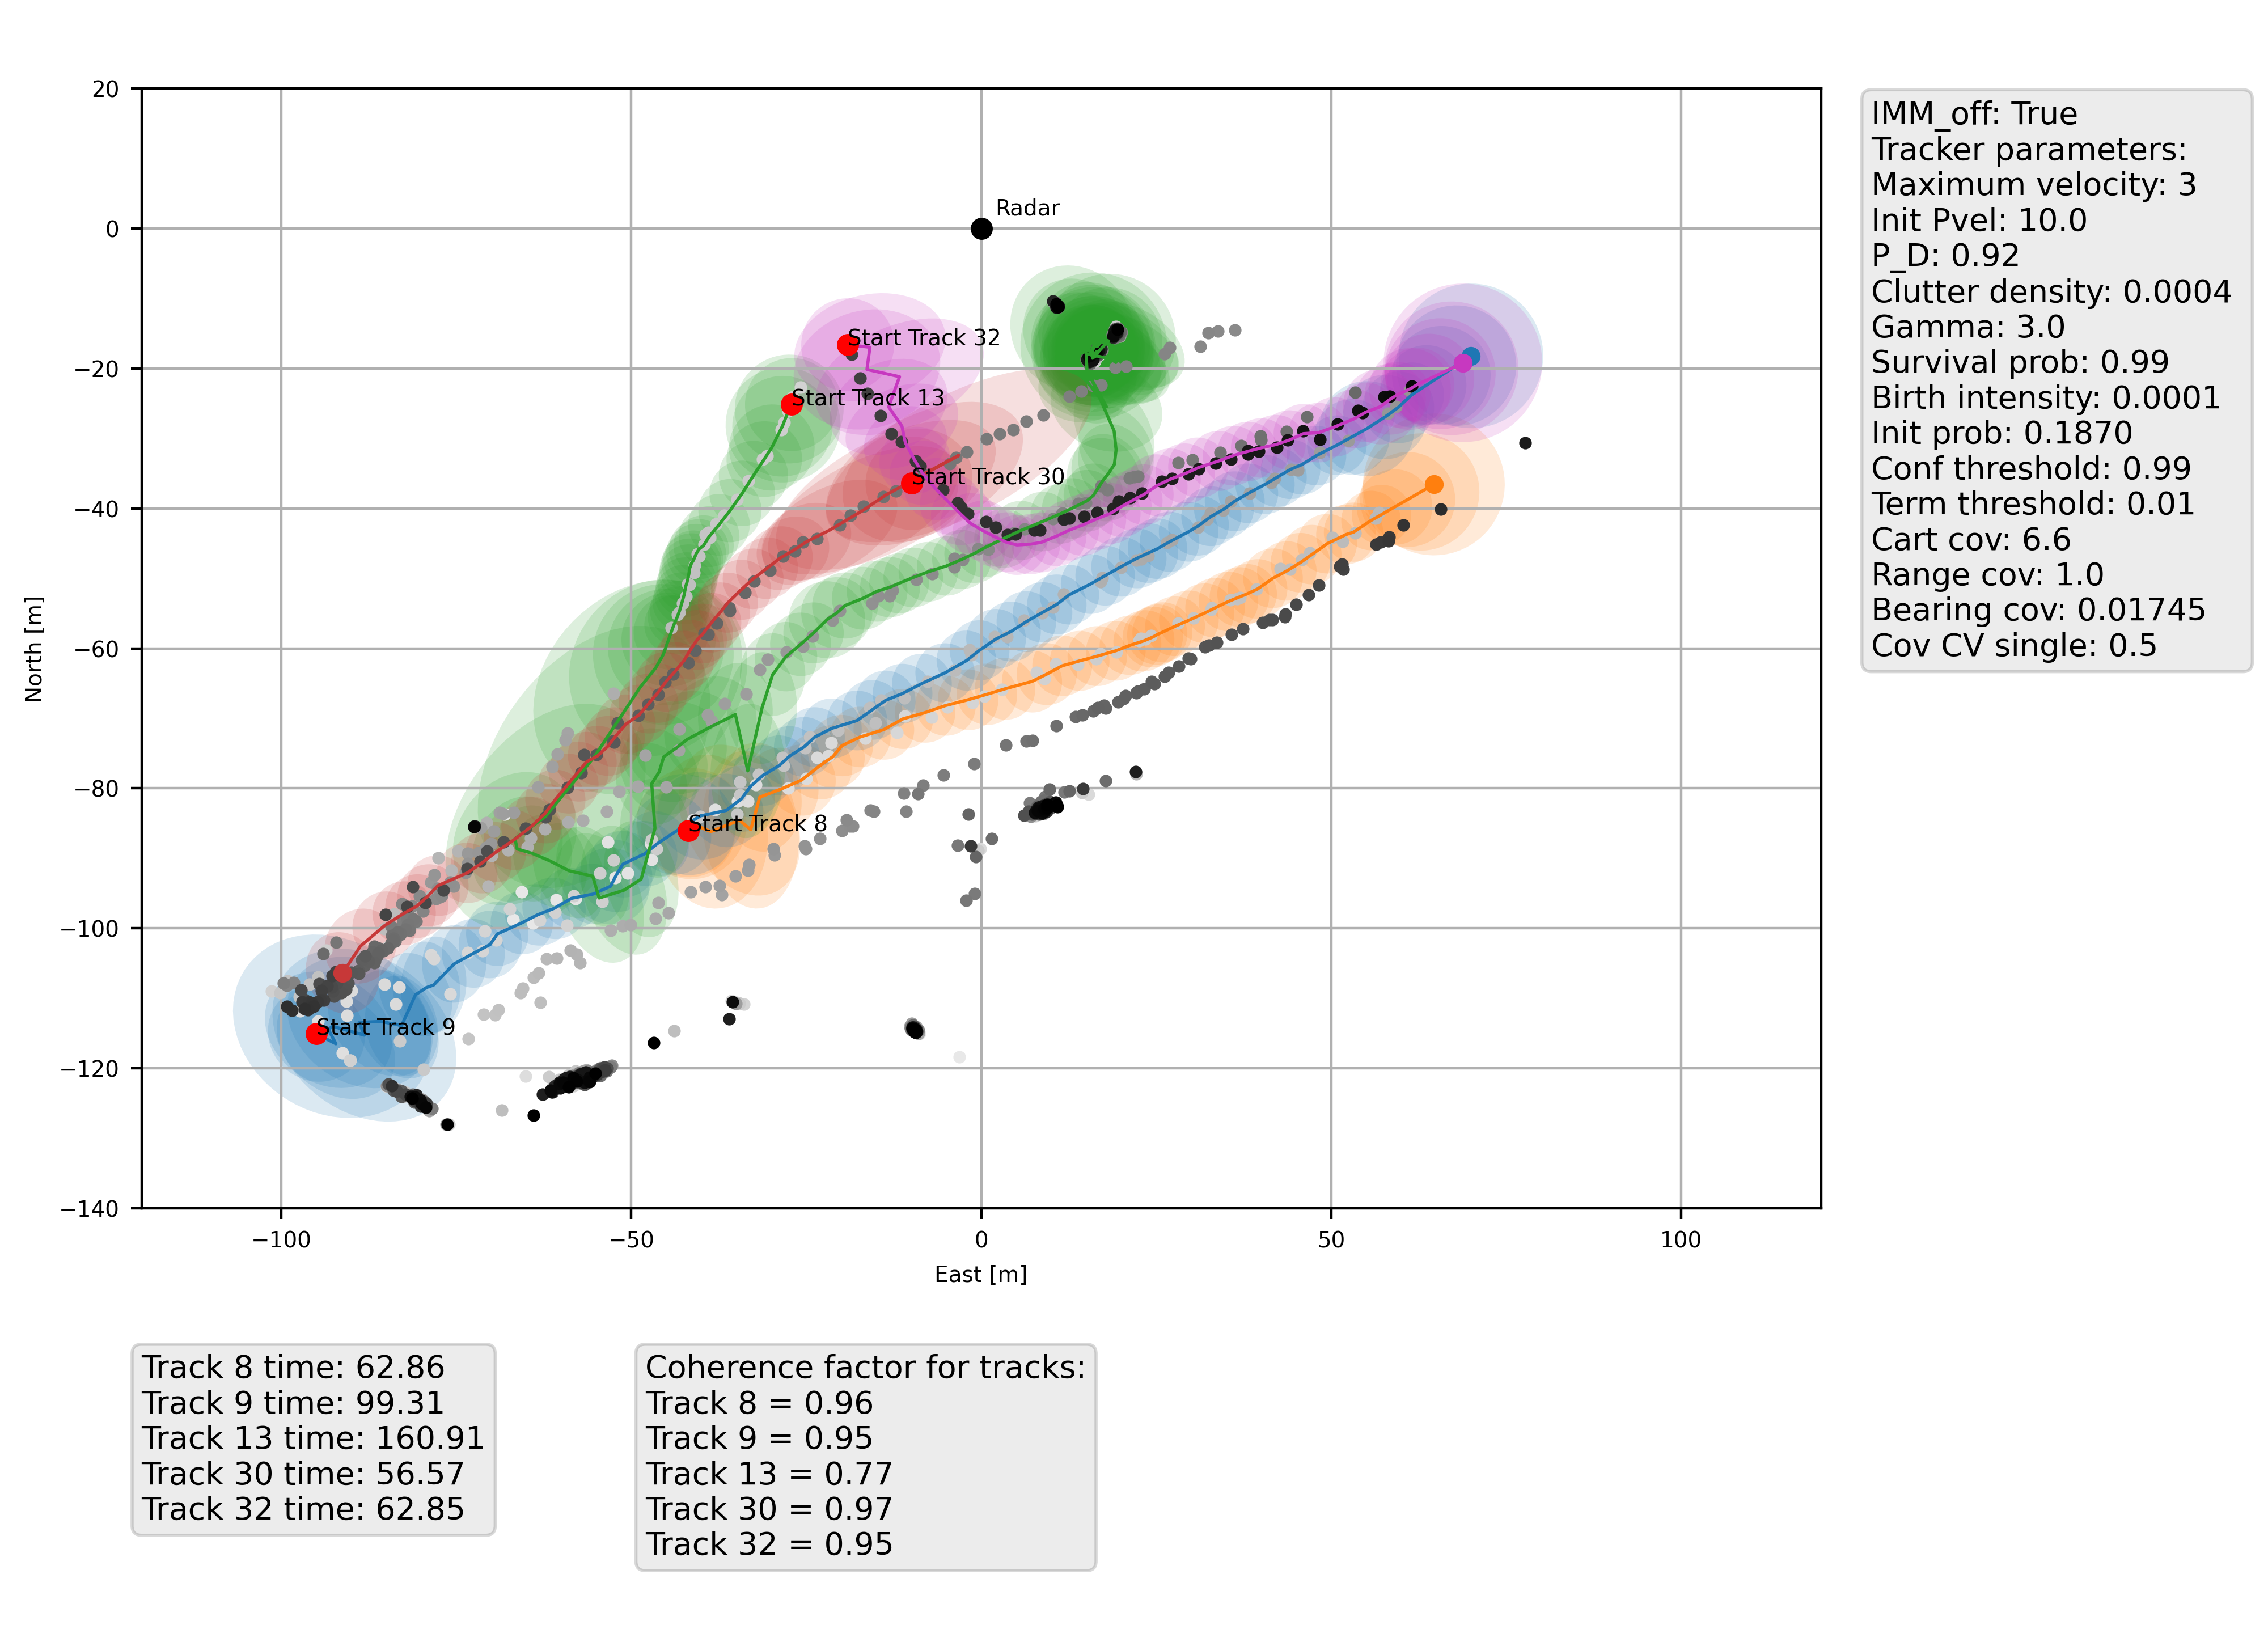 20
0
−20
−40
−60
−80
−100
−120
−140
North [m]
−100
−50
0
50
100
East [m]
Radar
Start Track 32
Start Track 13
Start Track 30
Start Track 8
Start Track 9
IMM_off: True
Tracker parameters:
Maximum velocity: 3
Init Pvel: 10.0
P_D: 0.92
Clutter density: 0.0004
Gamma: 3.0
Survival prob: 0.99
Birth intensity: 0.0001
Init prob: 0.1870
Conf threshold: 0.99
Term threshold: 0.01
Cart cov: 6.6
Range cov: 1.0
Bearing cov: 0.01745
Cov CV single: 0.5
Track 8 time: 62.86
Track 9 time: 99.31
Track 13 time: 160.91
Track 30 time: 56.57
Track 32 time: 62.85
Coherence factor for tracks:
Track 8 = 0.96
Track 9 = 0.95
Track 13 = 0.77
Track 30 = 0.97
Track 32 = 0.95